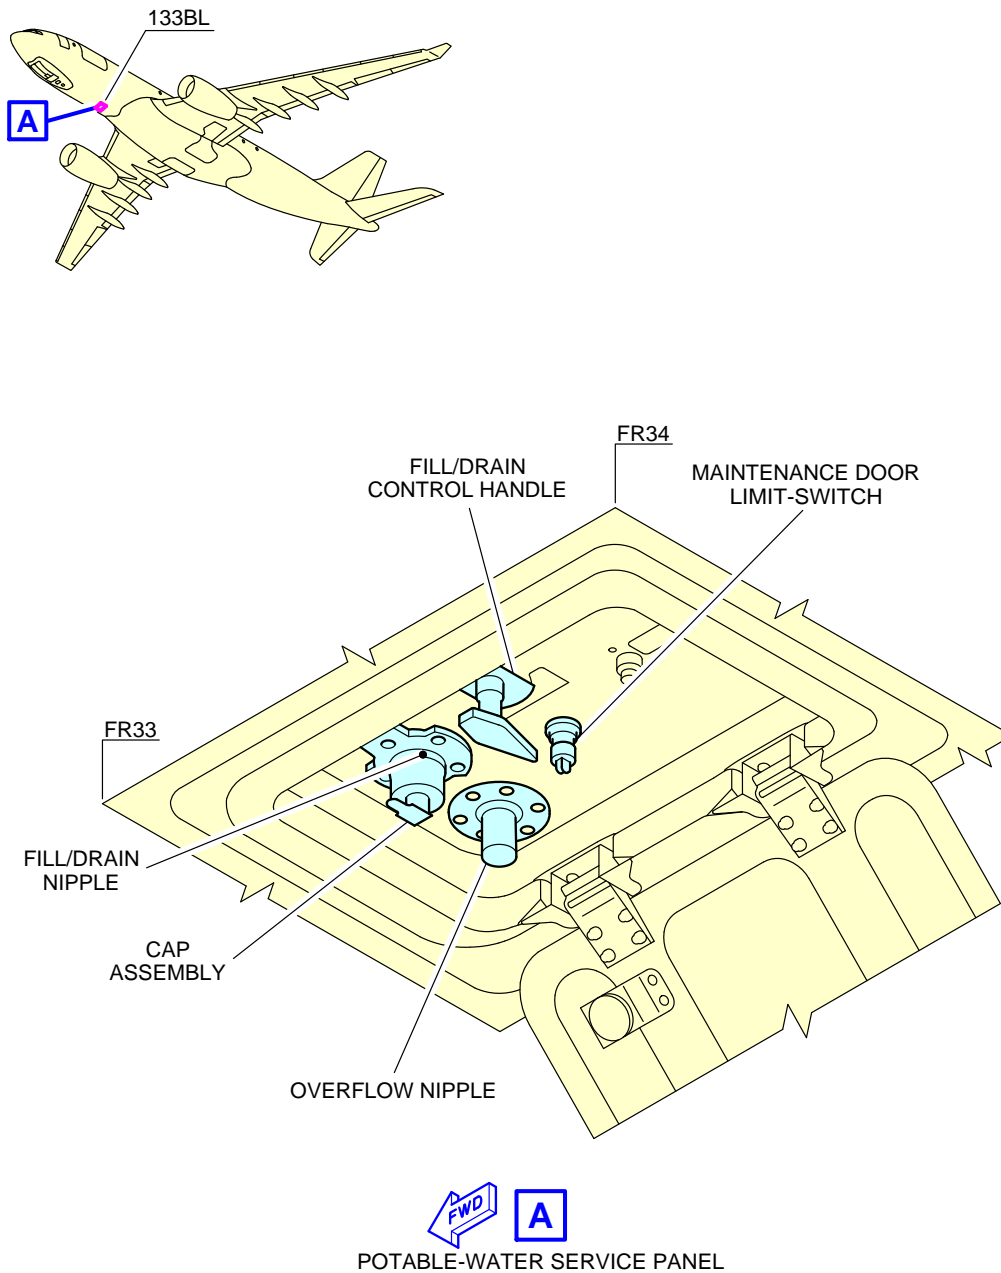 133BL
A
FR34
FILL/DRAIN
CONTROL HANDLE
MAINTENANCE DOOR
LIMIT-SWITCH
FR33
FILL/DRAIN
NIPPLE
CAP
ASSEMBLY
OVERFLOW NIPPLE
FWD
A
POTABLE-WATER SERVICE PANEL